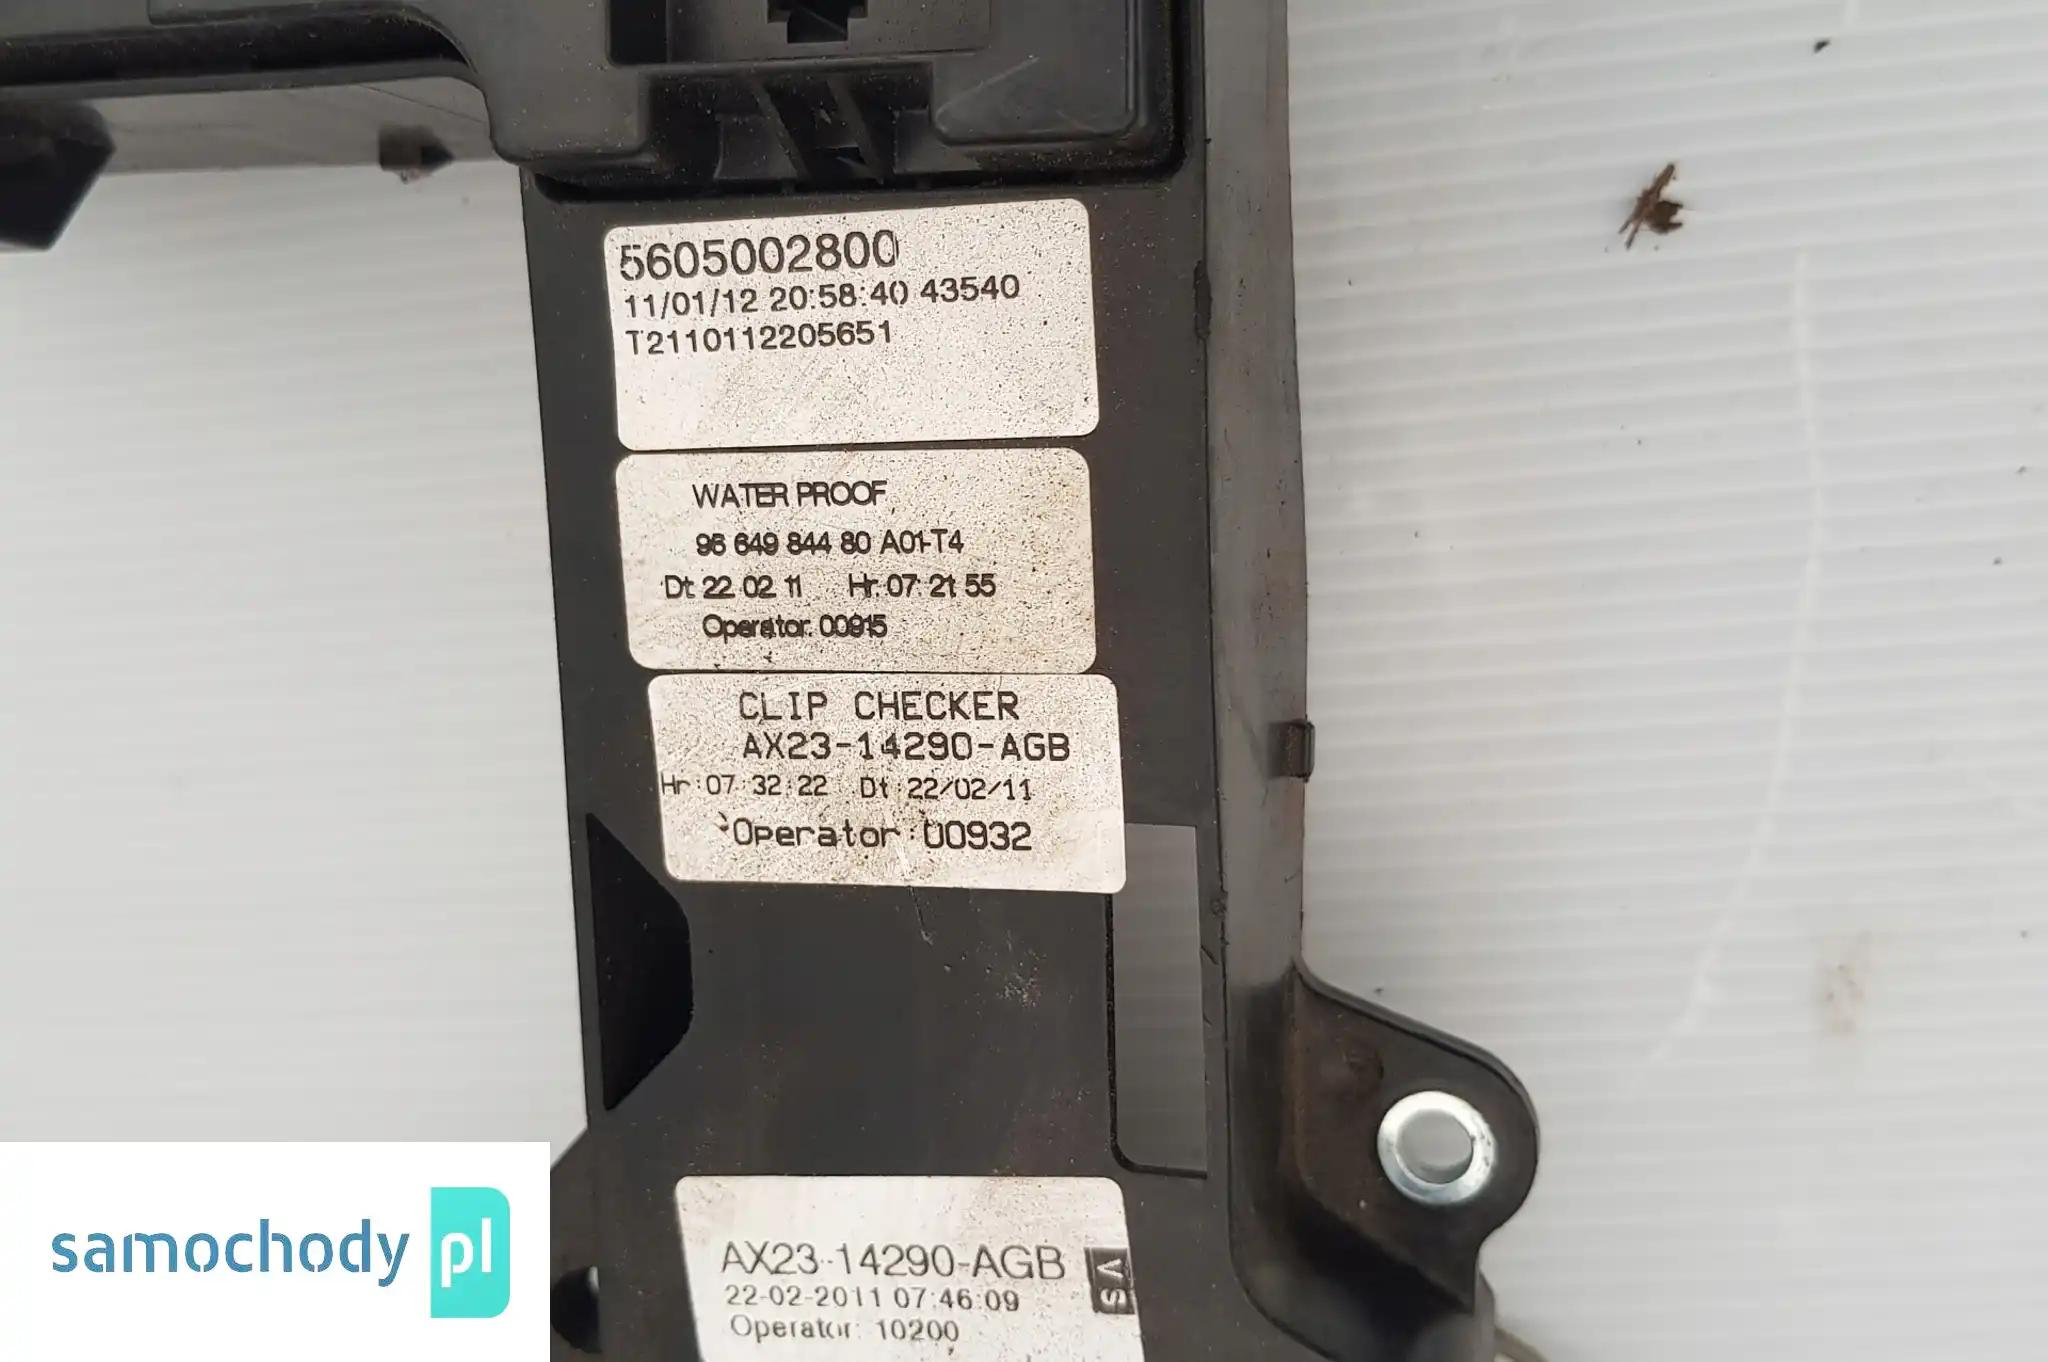 5605002800
11/01/12 20:58:40 43540
T2110112205651
WATER PROOF
96 649 844 80 A01-T4
Dt: 22 02 11 Hr: 07: 21 55
Operator: 00915
CLIP CHECKER
AX23-14290-AGB
Hr:07:32:22 Dt:22/02/11
Operator:00932
AX23-14290-AGB
22-02-2011 07:46:09
Operator: 10200
SA
samochody pl